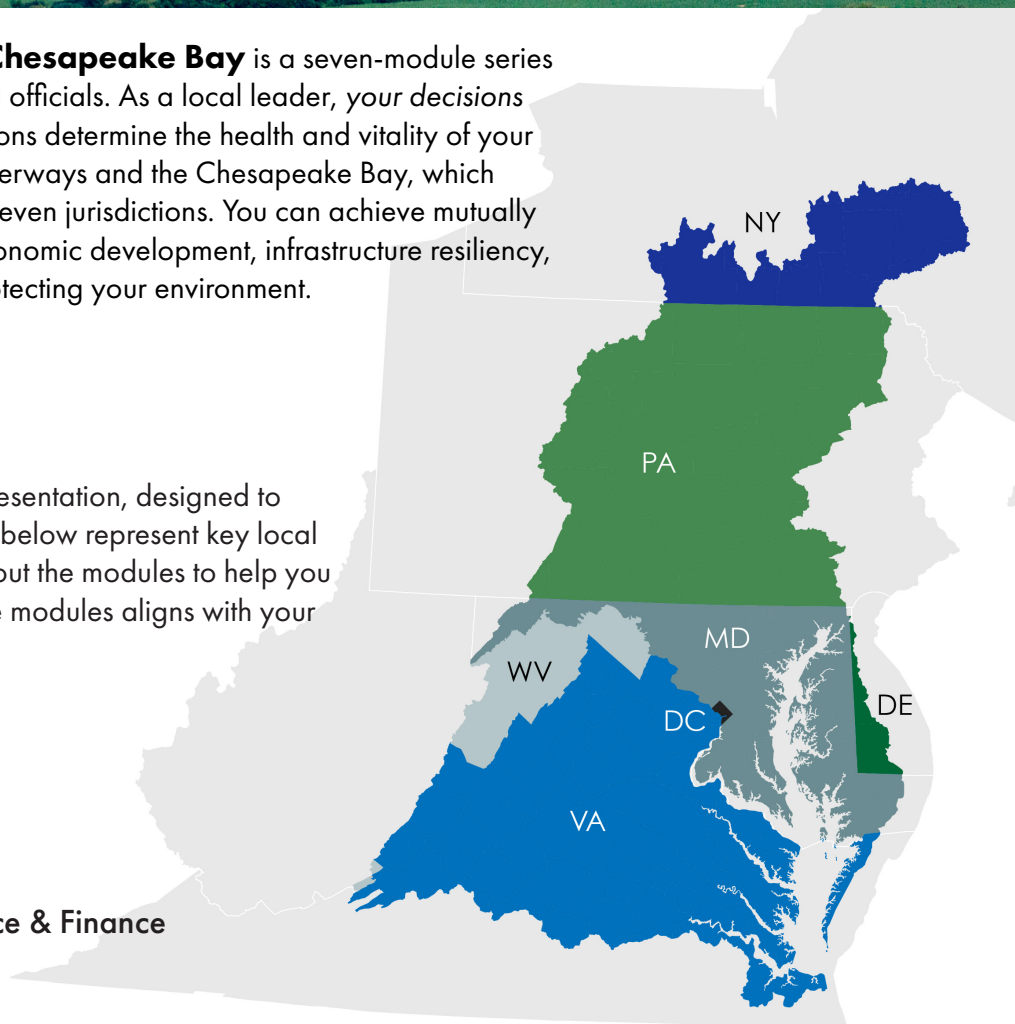 Chesapeake Bay is a seven-module series
officials. As a local leader, your decisions
ons determine the health and vitality of your
erways and the Chesapeake Bay, which
even jurisdictions. You can achieve mutually
onomic development, infrastructure resiliency,
otecting your environment.
NY
PA
esentation, designed to
below represent key local
out the modules to help you
e modules aligns with your
MD
WV
DE
DC
VA
ce & Finance